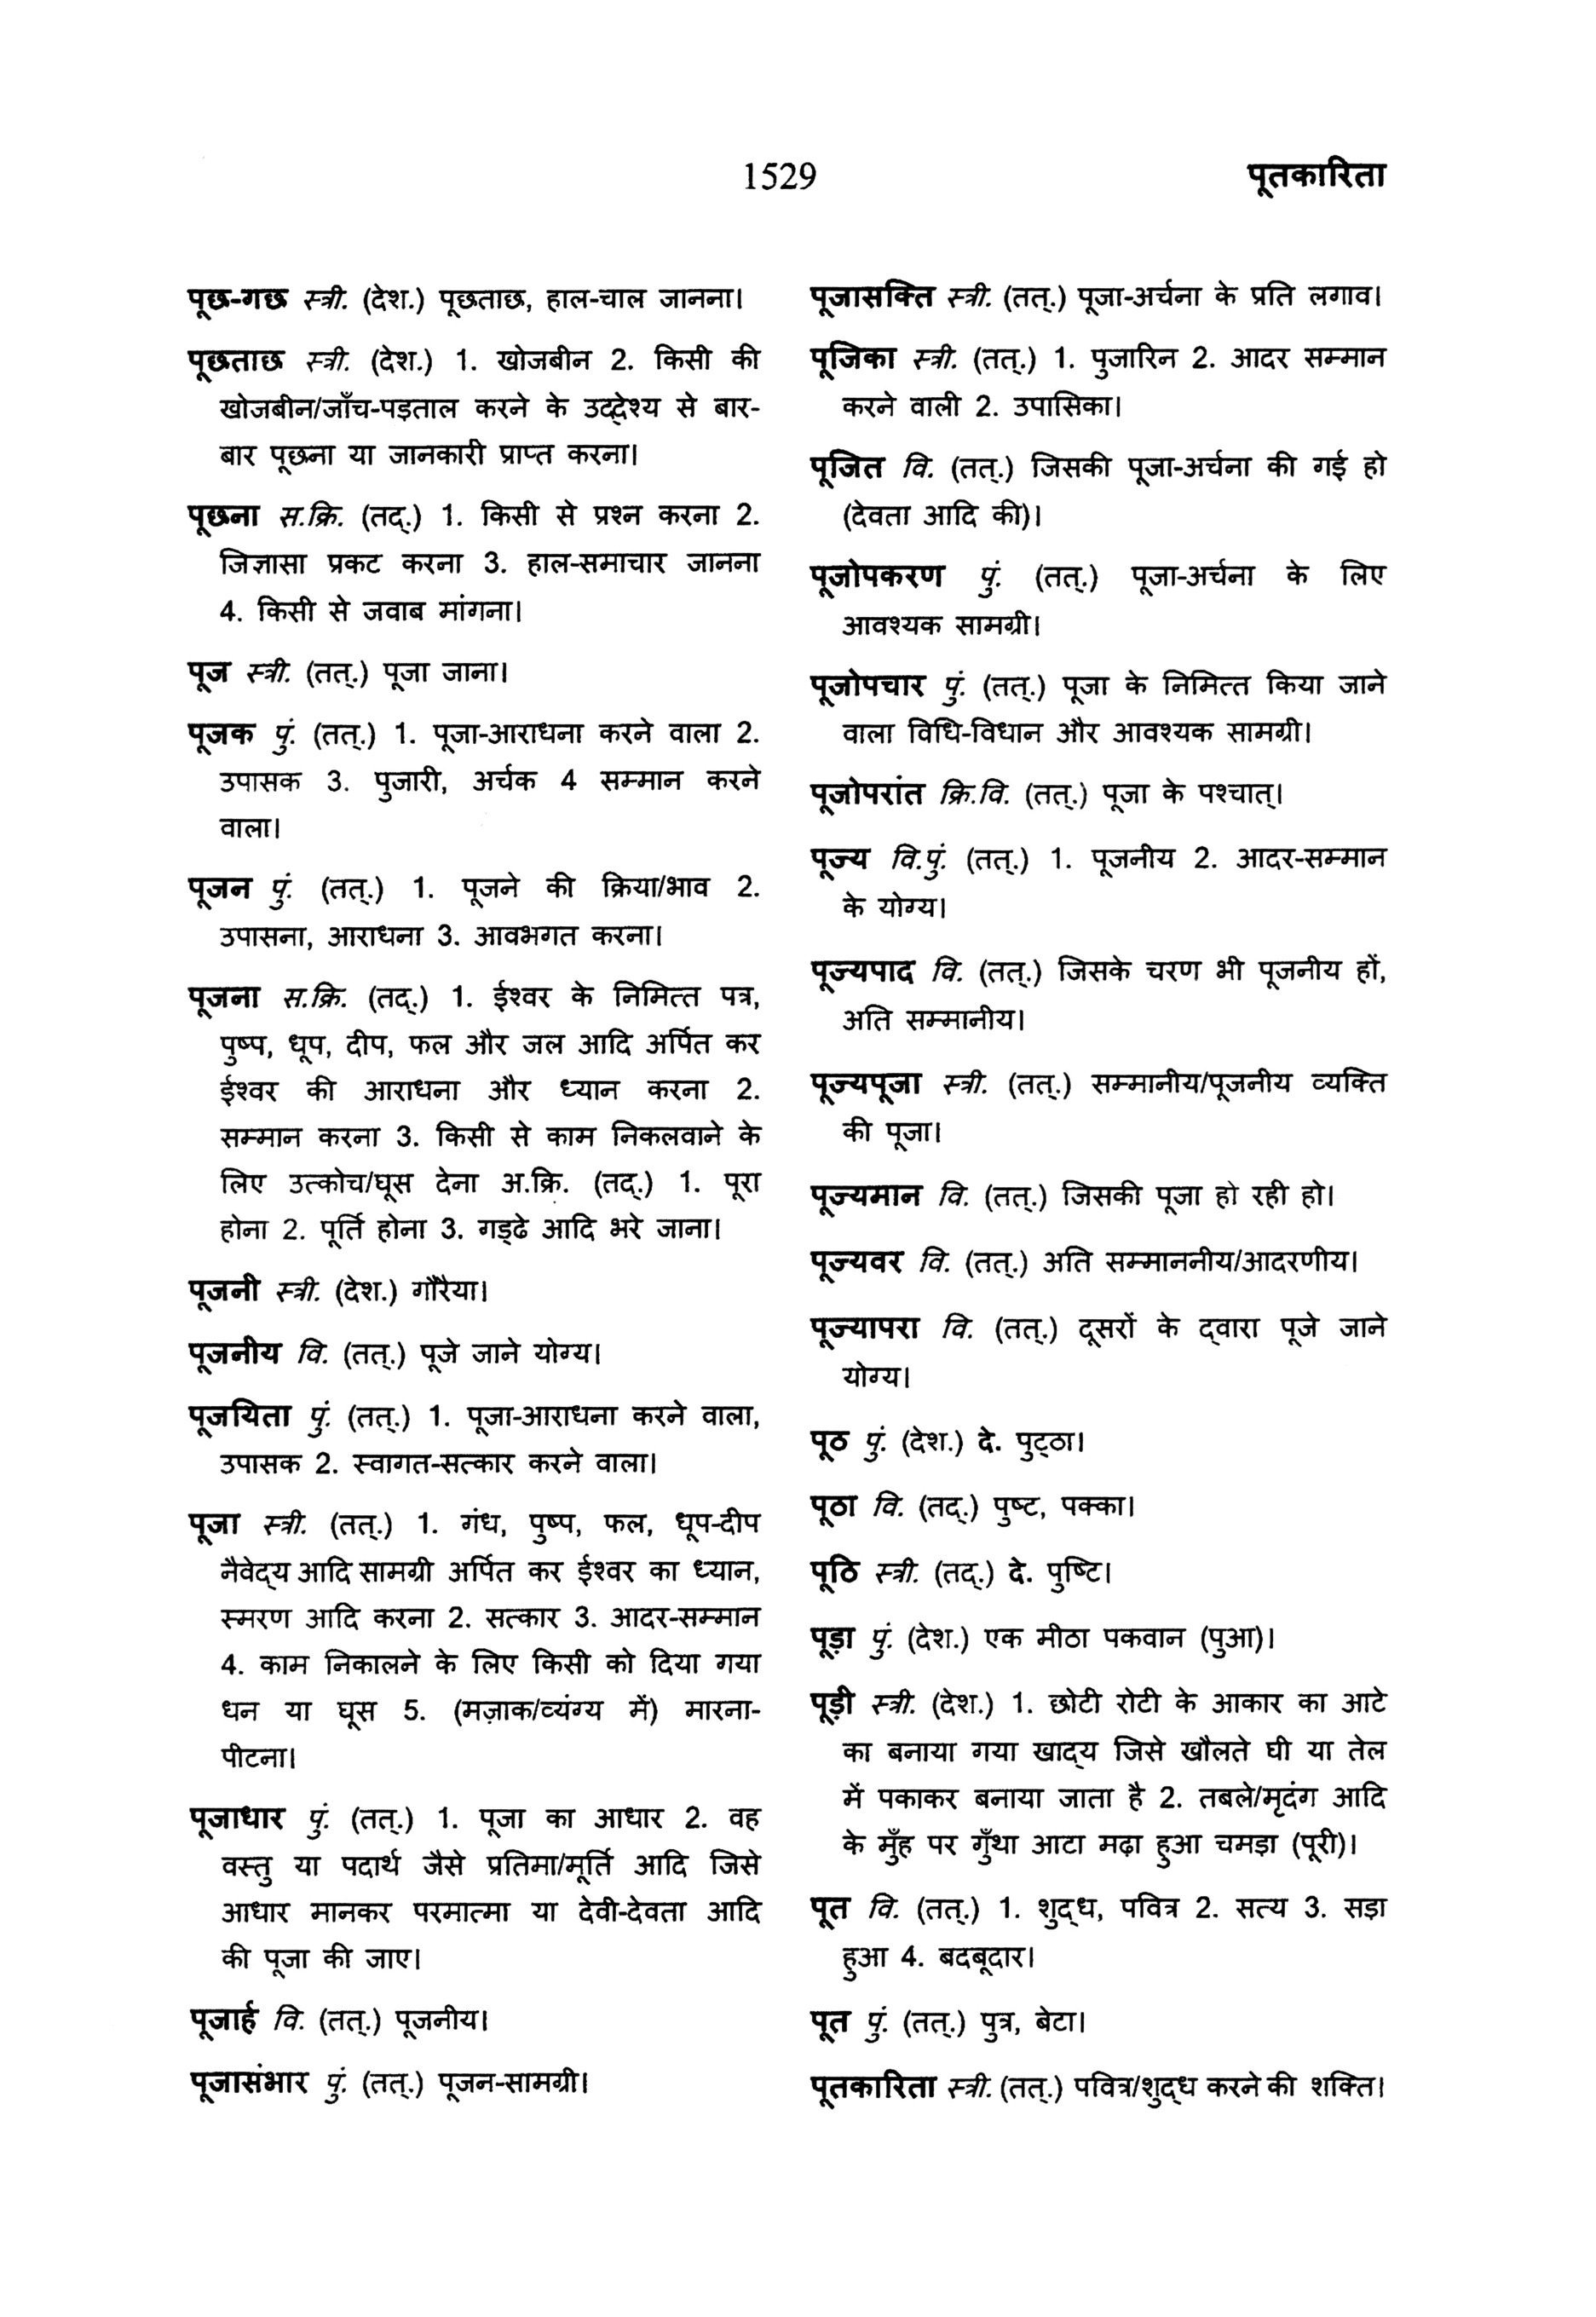 1529
पूतकारिता
पूछ-गछ स्त्री. (देश.) पूछताछ, हाल-चाल जानना।
पूछताछ स्त्री. (देश.) 1. खोजबीन 2. किसी की
खोजबीन/जाँच-पड़ताल करने के उद्‌देश्य से बार-
बार पूछना या जानकारी प्राप्त करना।
पूछना स.क्रि. (तद्.) 1. किसी से प्रश्न करना 2.
जिज्ञासा प्रकट करना 3. हाल-समाचार जानना
4. किसी से जवाब मांगना।
पूज स्त्री. (तत्.) पूजा जाना।
पूजक पुं. (तत्.) 1. पूजा-आराधना करने वाला 2.
उपासक 3. पुजारी, अर्चक 4 सम्मान करने
वाला।
पूजन पुं. (तत्.) 1. पूजने की क्रिया/भाव 2.
उपासना, आराधना 3. आवभगत करना।
पूजना स.क्रि. (तद्.) 1. ईश्वर के निमित्त पत्र,
पुष्प, धूप, दीप, फल और जल आदि अर्पित कर
ईश्वर की आराधना और ध्यान करना 2.
सम्मान करना 3. किसी से काम निकलवाने के
लिए उत्कोच/घूस देना अ.क्रि. (तद्.) 1. पूरा
होना 2. पूर्ति होना 3. गड्‌ढे आदि भरे जाना।
पूजनी स्त्री. (देश.) गौरैया।
पूजनीय वि. (तत्.) पूजे जाने योग्य।
पूजयिता पुं. (तत्.) 1. पूजा-आराधना करने वाला,
उपासक 2. स्वागत-सत्कार करने वाला।
पूजा स्त्री. (तत्.) 1. गंध, पुष्प, फल, धूप-दीप
नैवेद्‌य आदि सामग्री अर्पित कर ईश्वर का ध्यान,
स्मरण आदि करना 2. सत्कार 3. आदर-सम्मान
4. काम निकालने के लिए किसी को दिया गया
धन या घूस 5. (मज़ाक/व्यंग्य में) मारना-
पीटना।
पूजाधार पुं. (तत्.) 1. पूजा का आधार 2. वह
वस्तु या पदार्थ जैसे प्रतिमा/मूर्ति आदि जिसे
आधार मानकर परमात्मा या देवी-देवता आदि
की पूजा की जाए।
पूजार्ह वि. (तत्.) पूजनीय।
पूजासंभार पुं. (तत्.) पूजन-सामग्री।
पूजासक्ति स्त्री. (तत्.) पूजा-अर्चना के प्रति लगाव।
पूजिका स्त्री. (तत्.) 1. पुजारिन 2. आदर सम्मान
करने वाली 2. उपासिका।
पूजित वि. (तत्.) जिसकी पूजा-अर्चना की गई हो
(देवता आदि की)।
पूजोपकरण पुं. (तत्.) पूजा-अर्चना के लिए
आवश्यक सामग्री।
पूजोपचार पुं. (तत्.) पूजा के निमित्त किया जाने
वाला विधि-विधान और आवश्यक सामग्री।
पूजोपरांत क्रि.वि. (तत्.) पूजा के पश्चात्।
पूज्य वि.पुं. (तत्.) 1. पूजनीय 2. आदर-सम्मान
के योग्य।
पूज्यपाद वि. (तत्.) जिसके चरण भी पूजनीय हों,
अति सम्मानीय।
पूज्यपूजा स्त्री. (तत्.) सम्मानीय/पूजनीय व्यक्ति
की पूजा।
पूज्यमान वि. (तत्.) जिसकी पूजा हो रही हो।
पूज्यवर वि. (तत्.) अति सम्माननीय/आदरणीय।
पूज्यापरा वि. (तत्.) दूसरों के द्‌वारा पूजे जाने
योग्य।
पूठ पुं. (देश.) दे. पुट्‌ठा।
पूठा वि. (तद्.) पुष्ट, पक्का।
पूठि स्त्री. (तद्.) दे. पुष्टि।
पूड़ा पुं. (देश.) एक मीठा पकवान (पुआ)।
पूड़ी स्त्री. (देश.) 1. छोटी रोटी के आकार का आटे
का बनाया गया खाद्‌य जिसे खौलते घी या तेल
में पकाकर बनाया जाता है 2. तबले/मृदंग आदि
के मुँह पर गुँथा आटा मढ़ा हुआ चमड़ा (पूरी)।
पूत वि. (तत्.) 1. शुद्‌ध, पवित्र 2. सत्य 3. सड़ा
हुआ 4. बदबूदार।
पूत पुं. (तत्.) पुत्र, बेटा।
पूतकारिता स्त्री. (तत्.) पवित्र/शुद्‌ध करने की शक्ति।